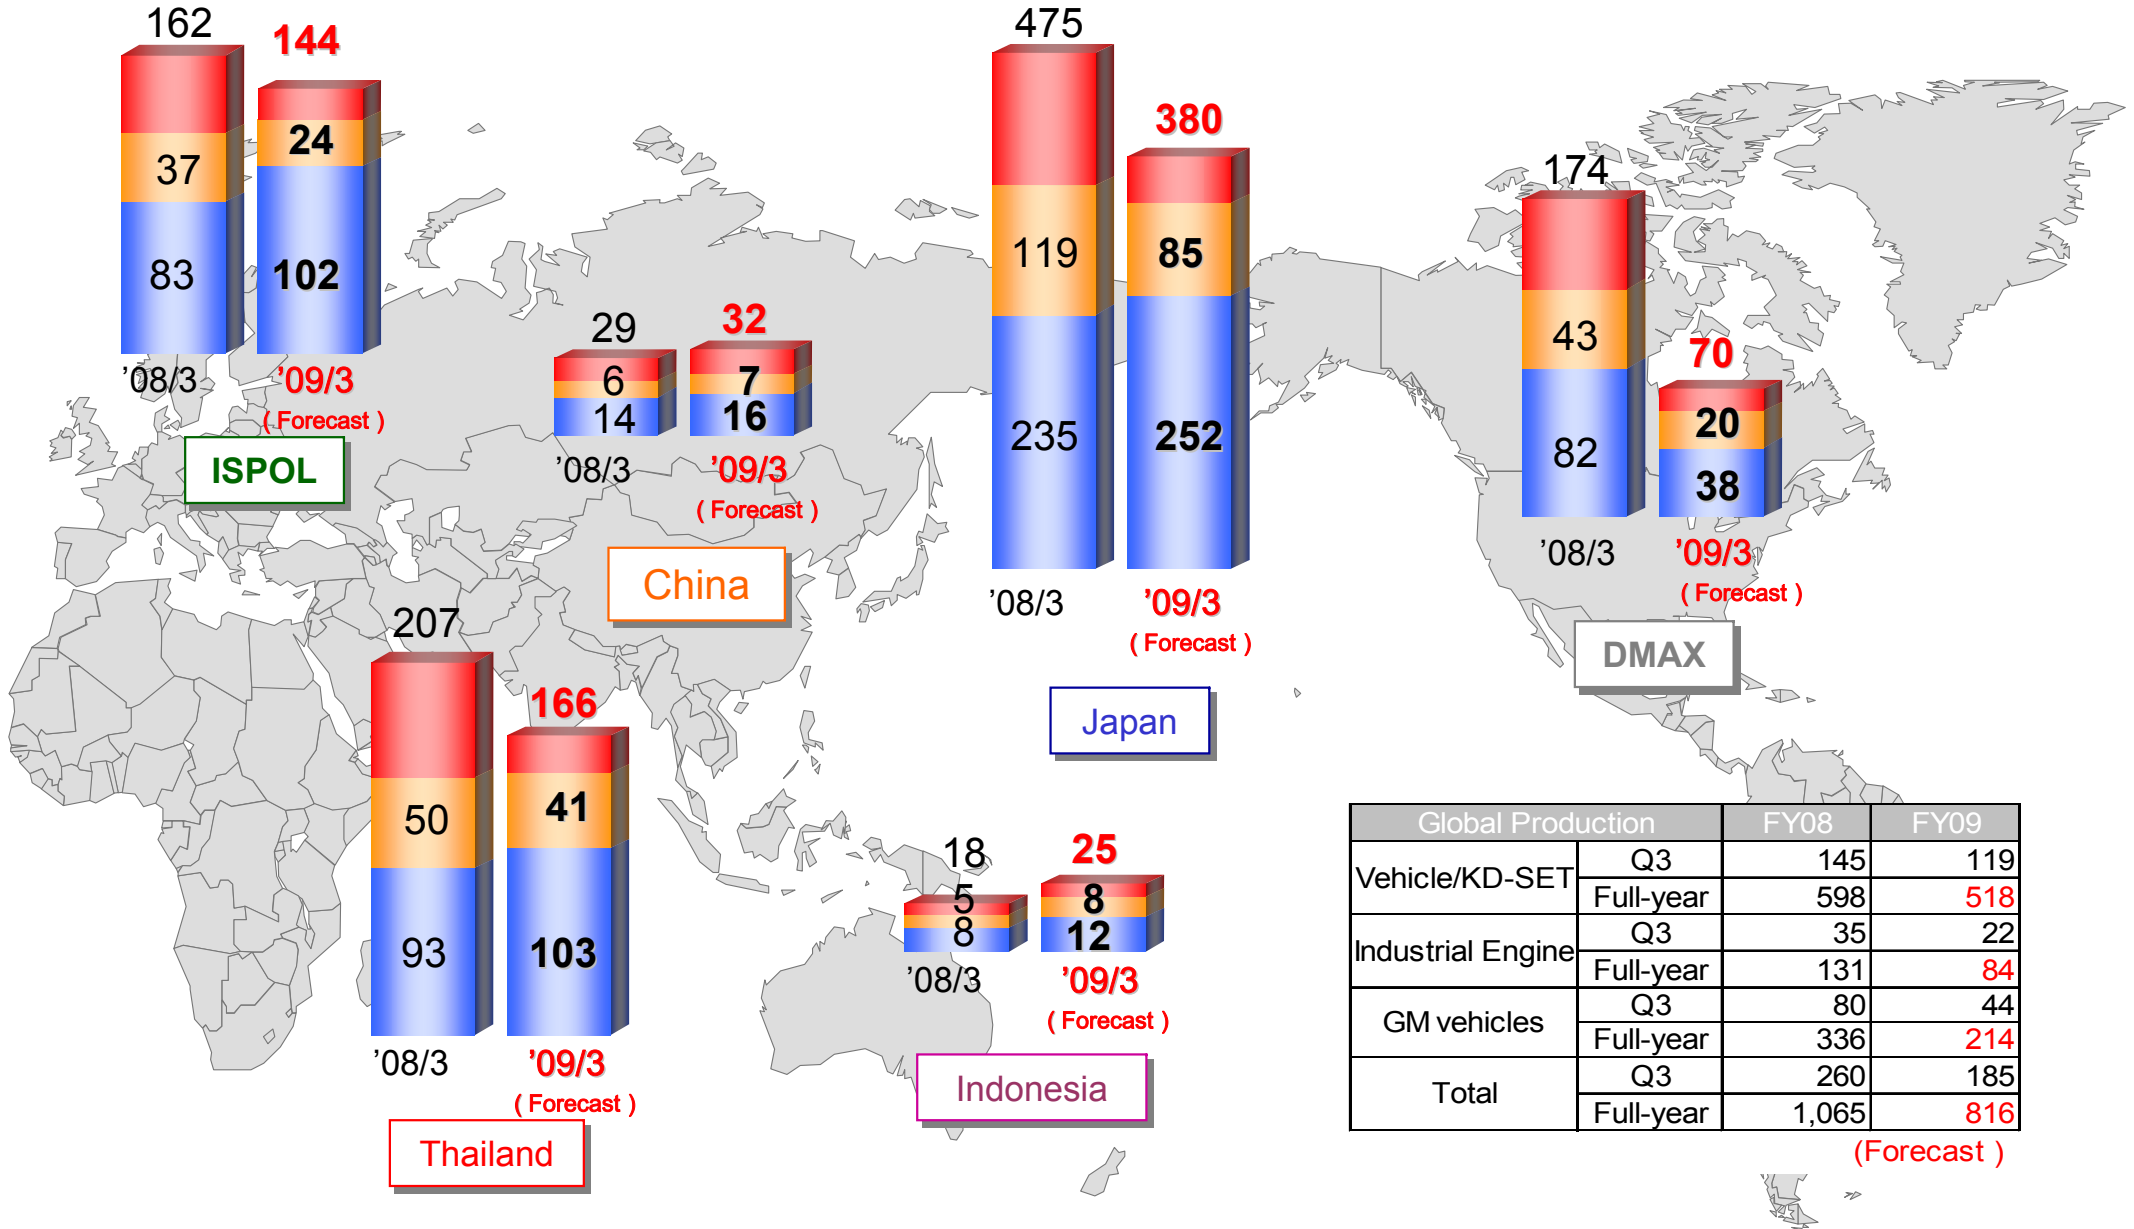 162
144
37
24
83
102
’08/3
’09/3
( Forecast )
ISPOL
29
32
6
7
14
16
’08/3
’09/3
( Forecast )
China
475
380
119
85
235
252
’08/3
’09/3
( Forecast )
Japan
174
70
43
20
82
38
’08/3
’09/3
( Forecast )
DMAX
207
166
50
41
93
103
’08/3
’09/3
( Forecast )
Thailand
18
25
5
8
8
12
’08/3
’09/3
( Forecast )
Indonesia
Global Production FY08 FY09
Vehicle/KD-SET Q3 145 119
Full-year 598 518
Industrial Engine Q3 35 22
Full-year 131 84
GM vehicles Q3 80 44
Full-year 336 214
Total Q3 260 185
Full-year 1,065 816
(Forecast )